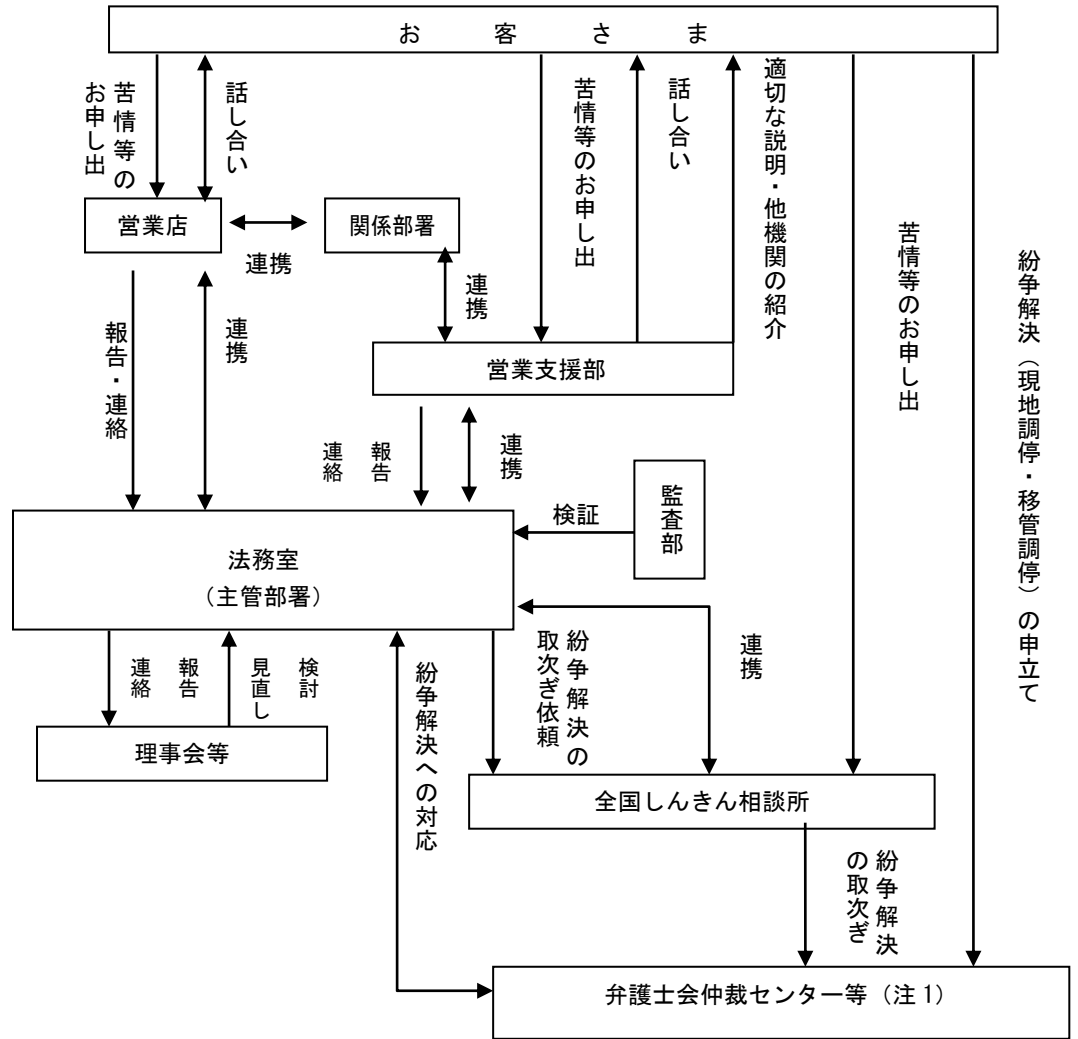 お客さま
苦情等の
お申し出
話し合い
苦情等のお申し出
話し合い
適切な説明・他機関の紹介
苦情等のお申し出
紛争解決（現地調停・移管調停）の申立て
営業店
連携
関係部署
連携
報告・連絡
連携
営業支援部
報告
連絡
連携
監査部
検証
法務室
（主管部署）
報告
連絡
検討
見直し
理事会等
紛争解決への対応
紛争解決の
取次ぎ依頼
連携
全国しんきん相談所
紛争解決
の取次ぎ
弁護士会仲裁センター等（注1）